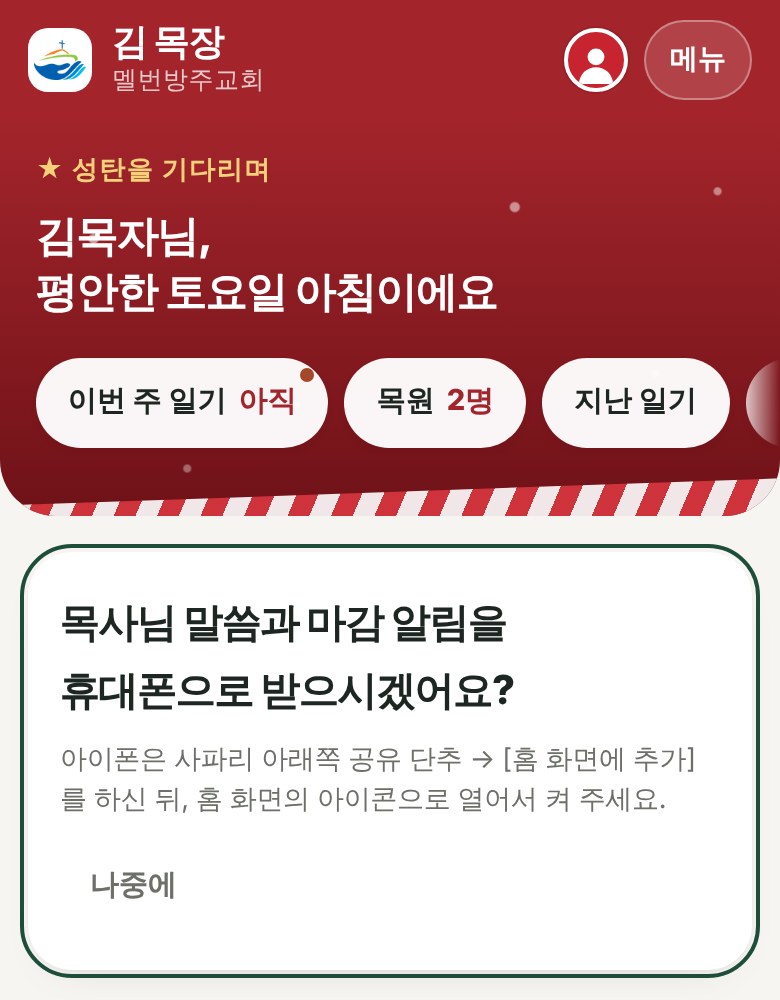 김 목장
멜번방주교회
메뉴
★ 성탄을 기다리며
김목자님,
평안한 토요일 아침이에요
이번 주 일기 아직
목원 2명
지난 일기
목사님 말씀과 마감 알림을
휴대폰으로 받으시겠어요?
아이폰은 사파리 아래쪽 공유 단추 → [홈 화면에 추가]
를 하신 뒤, 홈 화면의 아이콘으로 열어서 켜 주세요.
나중에